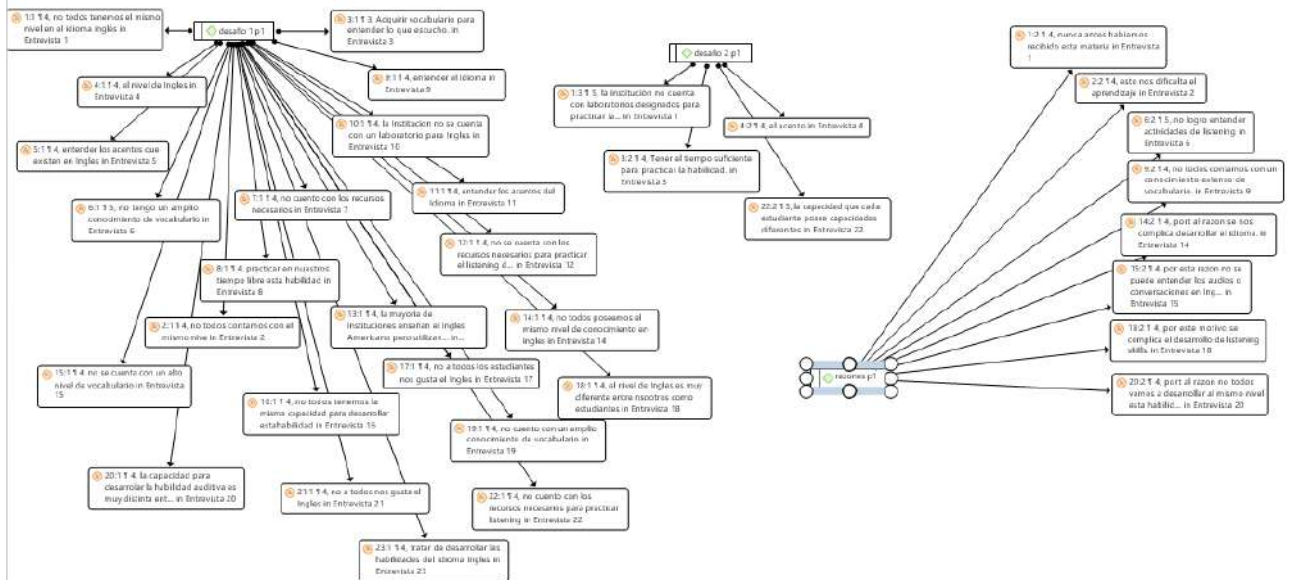 1:1 ¶ 4, no todos tenemos el mismo
nivel en el idioma inglés in
Entrevista 1
desafío 1 p1
3:1 ¶ 3, Acquirir vocabulario para
entender lo que escucho. in
Entrevista 3
4:1 ¶ 4, el nivel de Ingles in
Entrevista 4
9:1 ¶ 4, entender el idioma in
Entrevista 9
5:1 ¶ 4, entender los acentos que
existen en Ingles in Entrevista 5
10:1 ¶ 4, la Institucion no se cuenta
con un laboratorio para Ingles in
Entrevista 10
6:1 ¶ 3, no tengo un amplio
conocimiento de vocabulario in
Entrevista 6
7:1 ¶ 4, no cuento con los recursos
necesarios in Entrevista 7
11:1 ¶ 4, entender los acentos del
Idioma in Entrevista 11
12:1 ¶ 4, no se cuenta con los
recursos necesarios para practicar
el listening d... in Entrevista 12
8:1 ¶ 4, practicar en nuestros
tiempo libre esta habilidad in
Entrevista 8
2:1 ¶ 4, no todos contamos con el
mismo nive in Entrevista 2
13:1 ¶ 4, la mayoria de
instituciones enseñan el Ingles
Americano pero utilizan... in...
14:1 ¶ 4, no todos poseemos el
mismo nivel de conocimiento en
Ingles in Entrevista 14
15:1 ¶ 4, no se cuenta con un alto
nivel de vocabulario in Entrevista
15
17:1 ¶ 4, no a todos los estudiantes
nos gusta el Ingles in Entrevista 17
18:1 ¶ 4, el nivel de Ingles es muy
diferente entre nosotros como
estudiantes in Entrevista 18
16:1 ¶ 4, no todos tenemos la
misma capacidad para desarrollar
esta habilidad in Entrevista 16
19:1 ¶ 4, no cuento con un amplio
conocimiento de vocabulario in
Entrevista 19
20:1 ¶ 4, la capacidad para
desarrollar la habilidad auditiva es
muy distinta ent... in Entrevista 20
21:1 ¶ 4, no a todos nos gusta el
Ingles in Entrevista 21
22:1 ¶ 4, no cuento con los
recursos necesarios para practicar
listening in Entrevista 22
23:1 ¶ 4, tratar de desarrollar las
habilidades del idioma Ingles in
Entrevista 23
desafio 2 p1
1:3 ¶ 5, la institución no cuenta
con laboratorios designados para
practicar la... in Entrevista 1
4:2 ¶ 4, el acento in Entrevista 4
3:2 ¶ 4, Tener el tiempo suficiente
para practicar la habilidad. in
Entrevista 3
22:2 ¶ 5, la capacidad que cada
estudiante posee capacidades
diferentes in Entrevista 22
1:2 ¶ 4, nunca antes habiamos
recibido esta materia in Entrevista
1
2:2 ¶ 4, esto nos dificulta el
aprendizaje in Entrevista 2
6:2 ¶ 5, no logro entender
actividades de listening in
Entrevista 6
9:2 ¶ 4, no todos contamos con un
conocimiento extenso de
vocabulario. in Entrevista 9
14:2 ¶ 4, port al razon se nos
complica desarrollar el idioma. in
Entrevista 14
15:2 ¶ 4, por esta razon no se
puede entender los audios o
conversaciones en Ing... in
Entrevista 15
18:2 ¶ 4, por este motivo se
complica el desarrollo de listening
skills. in Entrevista 18
razones p1
20:2 ¶ 4, port al razon no todos
vamos a desarrollar al mismo nivel
esta habilid... in Entrevista 20